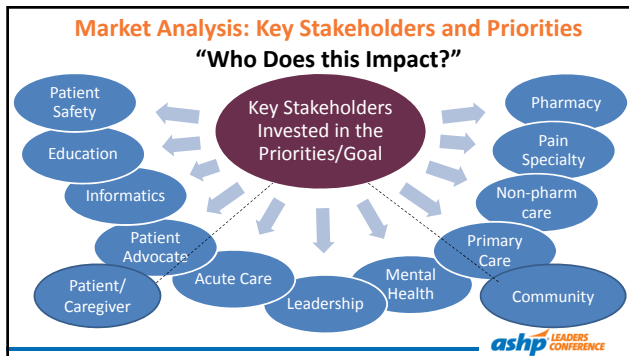 Market Analysis: Key Stakeholders and Priorities
“Who Does this Impact?”
Key Stakeholders
Invested in the
Priorities/Goal
Patient
Safety
Education
Informatics
Patient
Advocate
Patient/
Caregiver
Acute Care
Leadership
Mental
Health
Primary
Care
Community
Non-pharm
care
Pain
Specialty
Pharmacy
ashp LEADERS
CONFERENCE